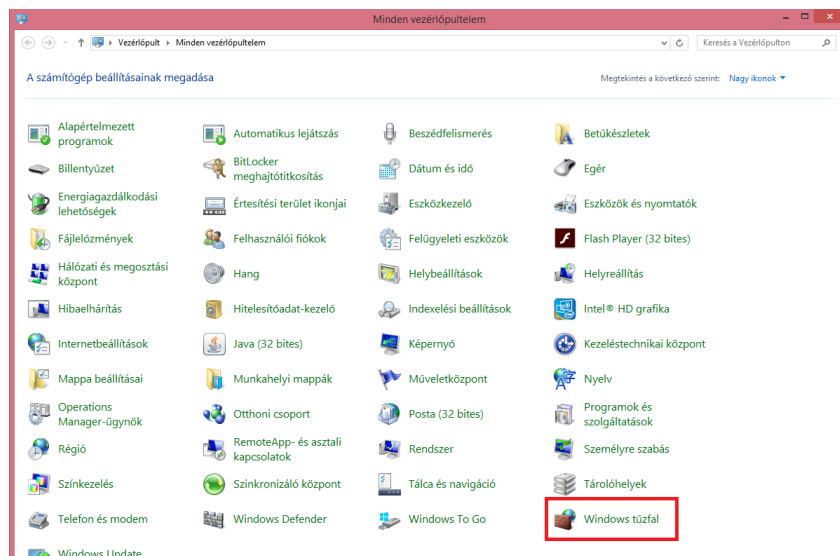 Minden vezérlőpultelem
Vezérlőpult
Minden vezérlőpultelem
Keresés a Vezérlőpulton
A számítógép beállításainak megadása
Megtekintés a következő szerint: Nagy ikonok
Alapértelmezett
programok
Automatikus lejátszás
Beszédfelismerés
Betűkészletek
Billentyűzet
BitLocker
meghajtótitkosítás
Dátum és idő
Egér
Energiagazdálkodási
lehetőségek
Értesítési terület ikonjai
Eszközkezelő
Eszközök és nyomtatók
Fájlelőzmények
Felhasználói fiókok
Felügyeleti eszközök
Flash Player (32 bites)
Hálózati és megosztási
központ
Hang
Helybeállítások
Helyreállítás
Hibaelhárítás
Hitelesítőadat-kezelő
Indexelési beállítások
Intel® HD grafika
Internetbeállítások
Java (32 bites)
Képernyő
Kezeléstechnikai központ
Mappa beállításai
Munkahelyi mappák
Műveletközpont
Nyelv
Operations
Manager-ügynök
Otthoni csoport
Posta (32 bites)
Programok és
szolgáltatások
Régió
RemoteApp- és asztali
kapcsolatok
Rendszer
Személyre szabás
Színkezelés
Szinkronizáló központ
Tálca és navigáció
Tárolóhelyek
Telefon és modem
Windows Defender
Windows To Go
Windows tűzfal
Windows Update